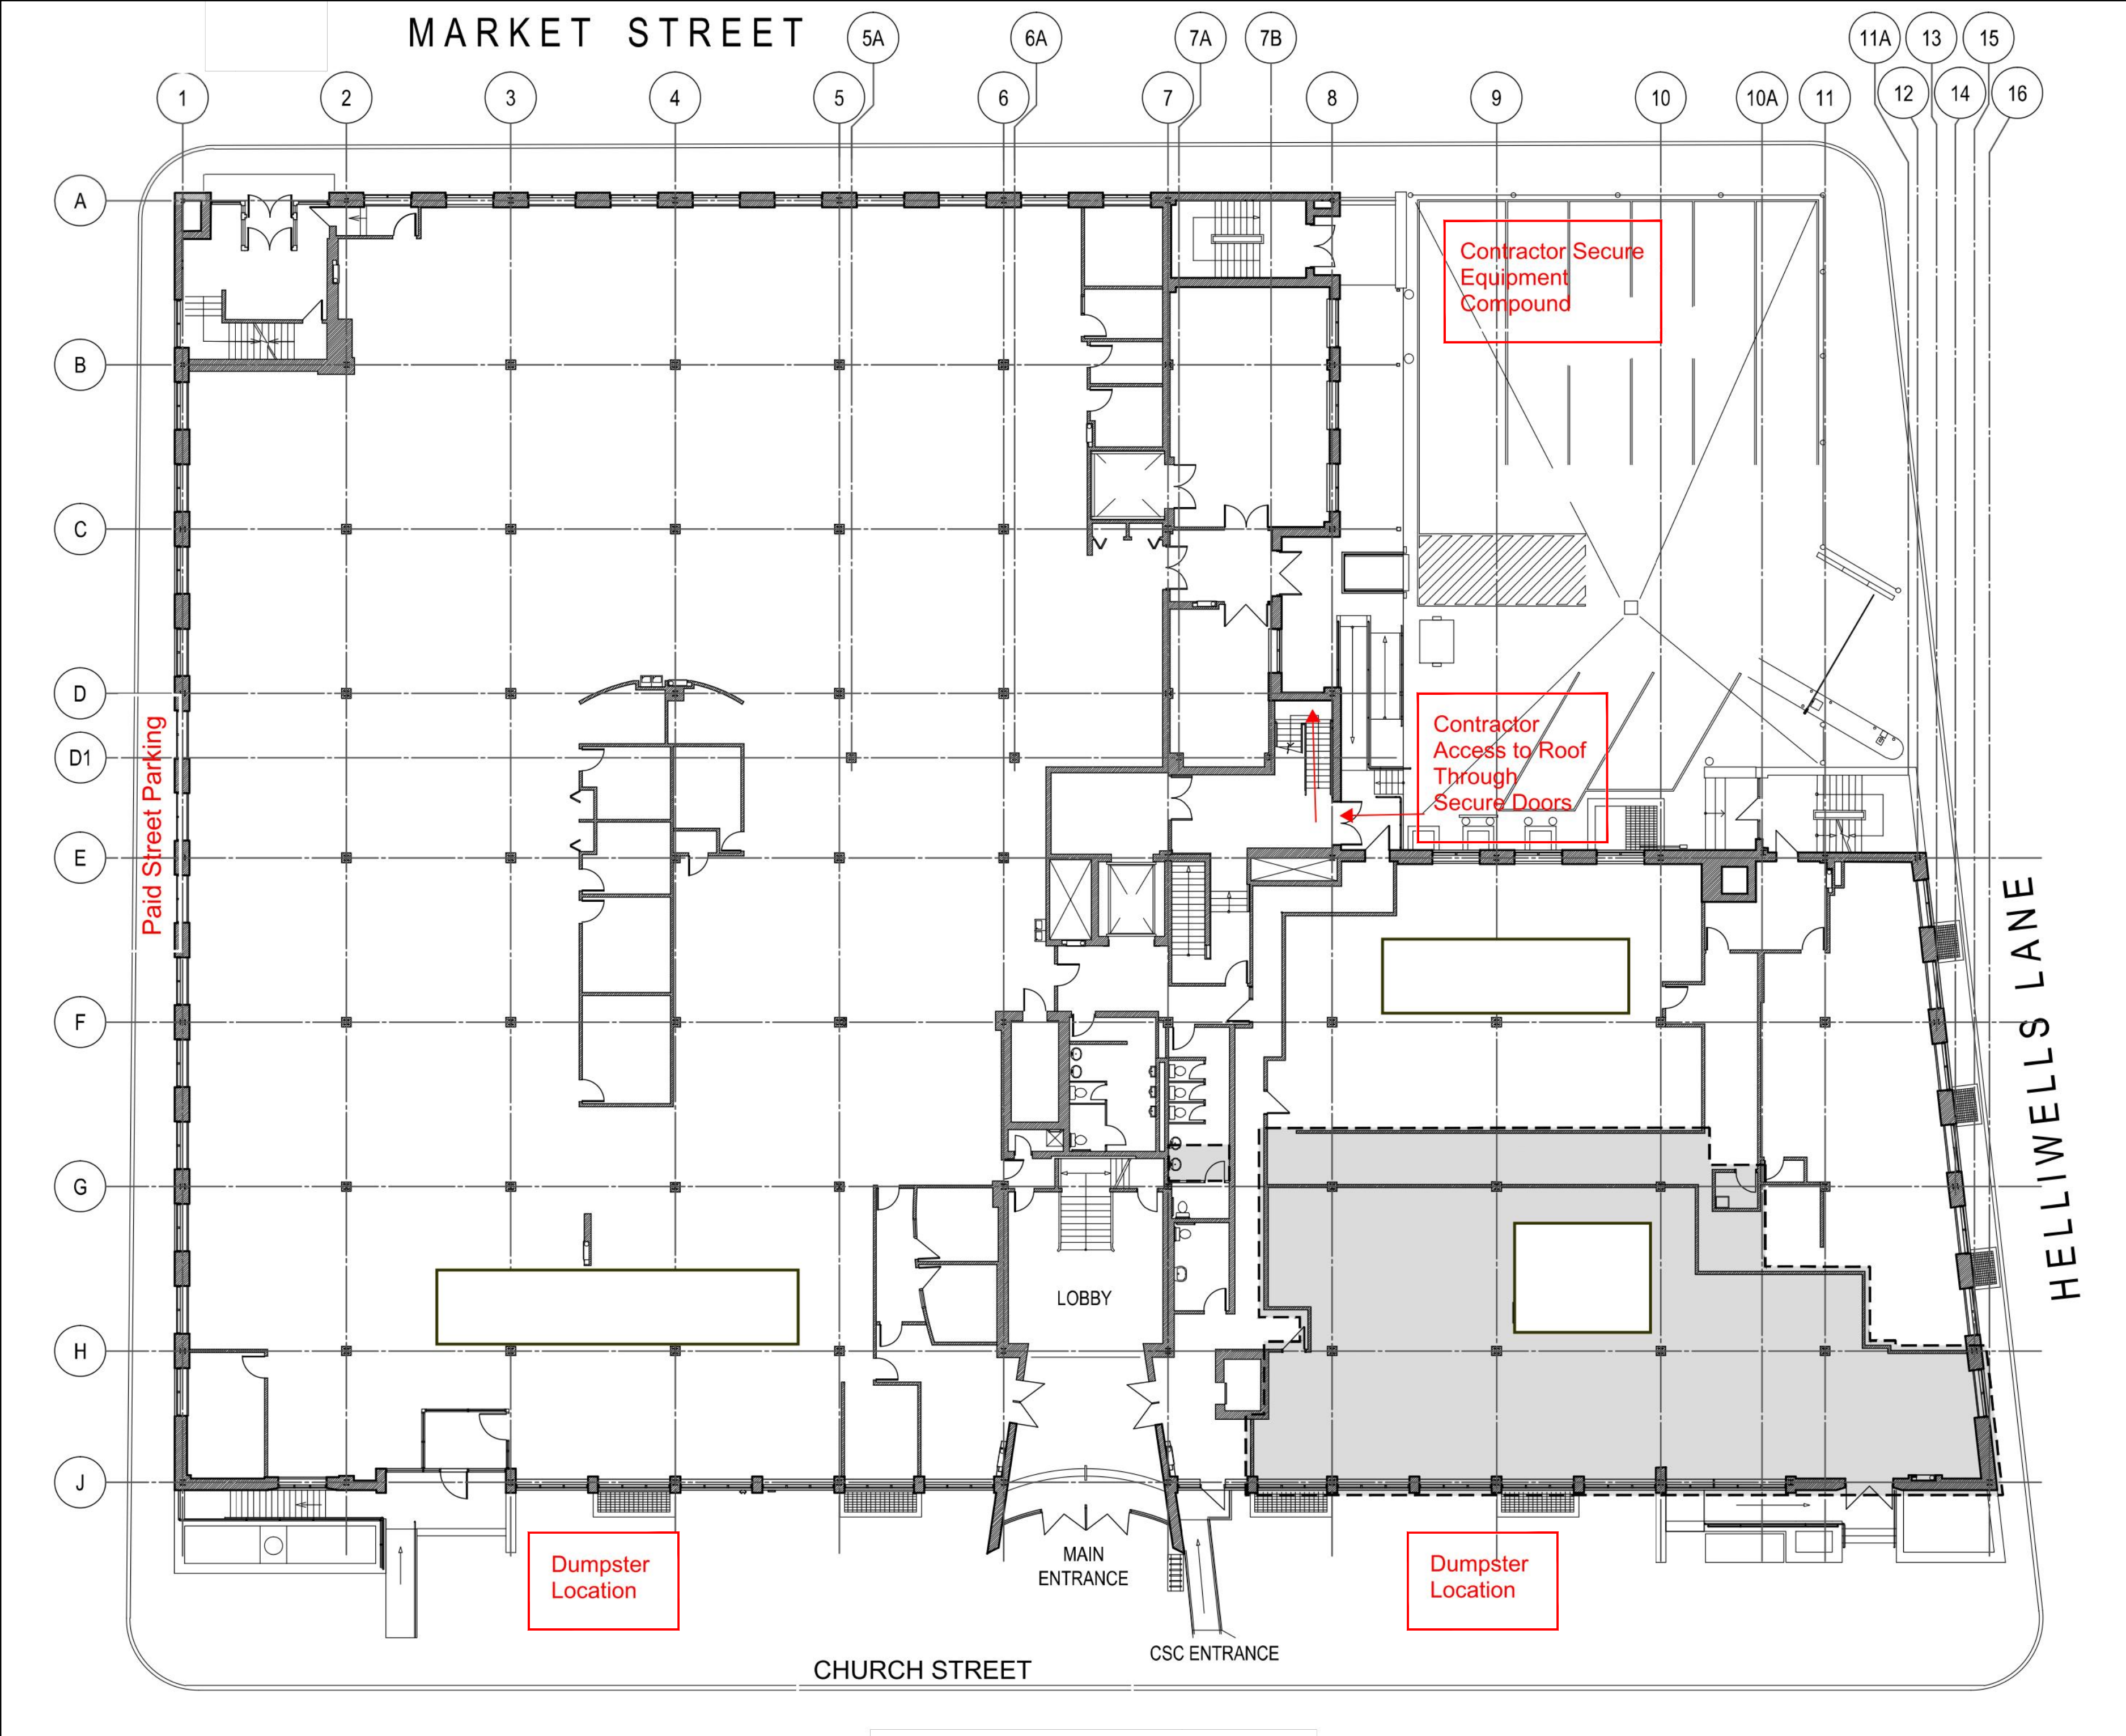 MARKET STREET
5A
6A
7A
7B
11A
13
15
1
2
3
4
5
6
7
8
9
10
10A
11
12
14
16
A
B
C
D
D1
E
F
G
H
J
Contractor Secure
Equipment
Compound
Contractor
Access to Roof
Through
Secure Doors
Paid Street Parking
HELLIWELLS LANE
LOBBY
Dumpster
Location
MAIN
ENTRANCE
Dumpster
Location
CSC ENTRANCE
CHURCH STREET